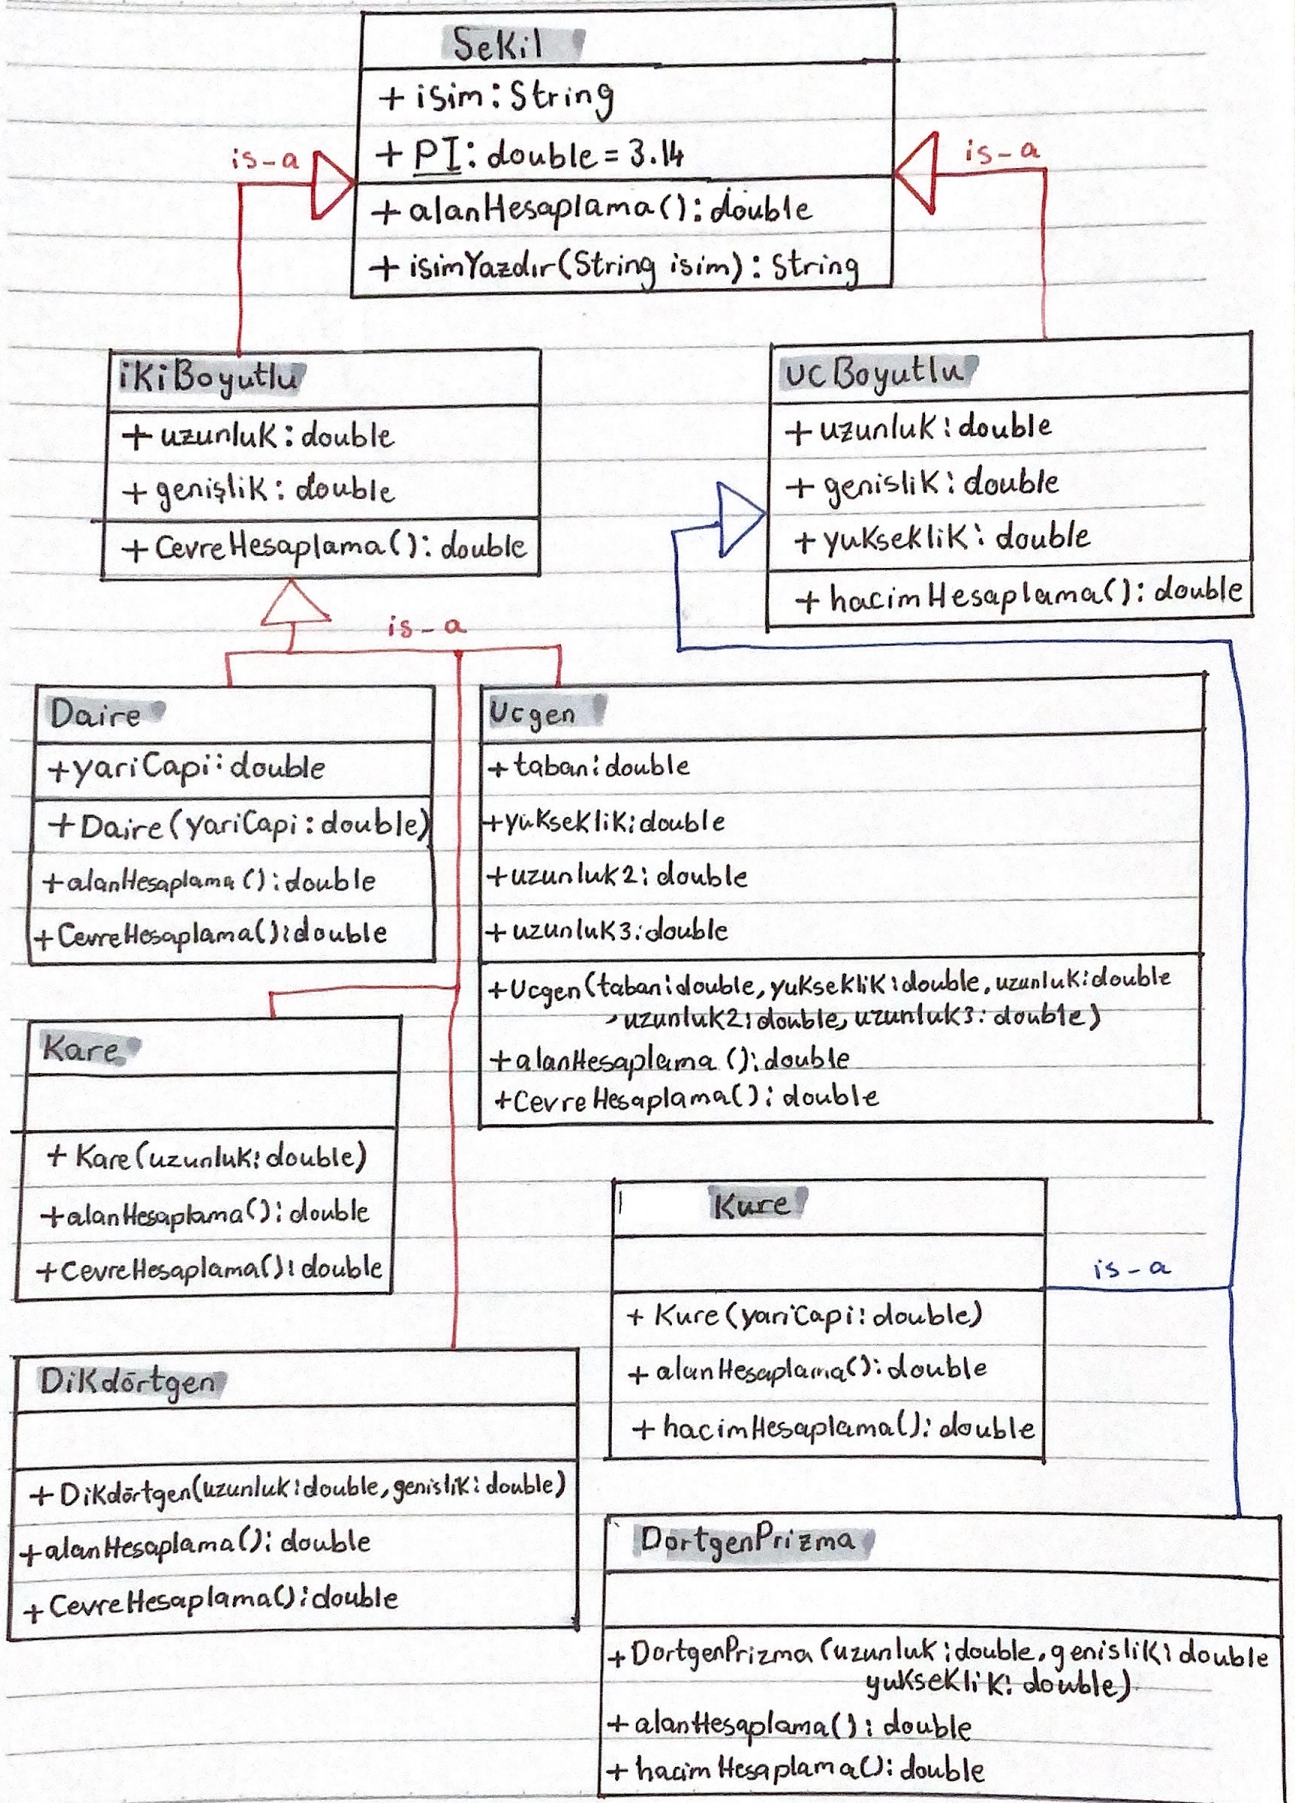 Sekil
+ isim: String
+ PI: double = 3.14
+ alanHesaplama(): double
+ isimYazdır(String isim): String
is-a
is-a
ikiBoyutlu
+ uzunluk: double
+ genişlik: double
+ CevreHesaplama(): double
ucBoyutlu
+ uzunluk: double
+ genislik: double
+ yukseklik: double
+ hacimHesaplama(): double
is-a
Daire
+yariCapi: double
+Daire(yariCapi: double)
+alanHesaplama(): double
+CevreHesaplama(): double
Ucgen
+taban: double
+yukseklik: double
+uzunluk2: double
+uzunluk3: double
+Ucgen(taban: double, yukseklik: double, uzunluk: double
, uzunluk2: double, uzunluk3: double)
+alanHesaplama(): double
+CevreHesaplama(): double
Kare
+ Kare(uzunluk: double)
+alanHesaplama(): double
+CevreHesaplama(): double
Kure
+ Kure(yariCapi: double)
+ alanHesaplama(): double
+ hacimHesaplama(): double
is-a
Dikdörtgen
+ Dikdörtgen(uzunluk: double, genislik: double)
+alanHesaplama(): double
+CevreHesaplama(): double
DortgenPrizma
+DortgenPrizma(uzunluk: double, genislik: double
yukseklik: double)
+alanHesaplama(): double
+hacimHesaplama(): double